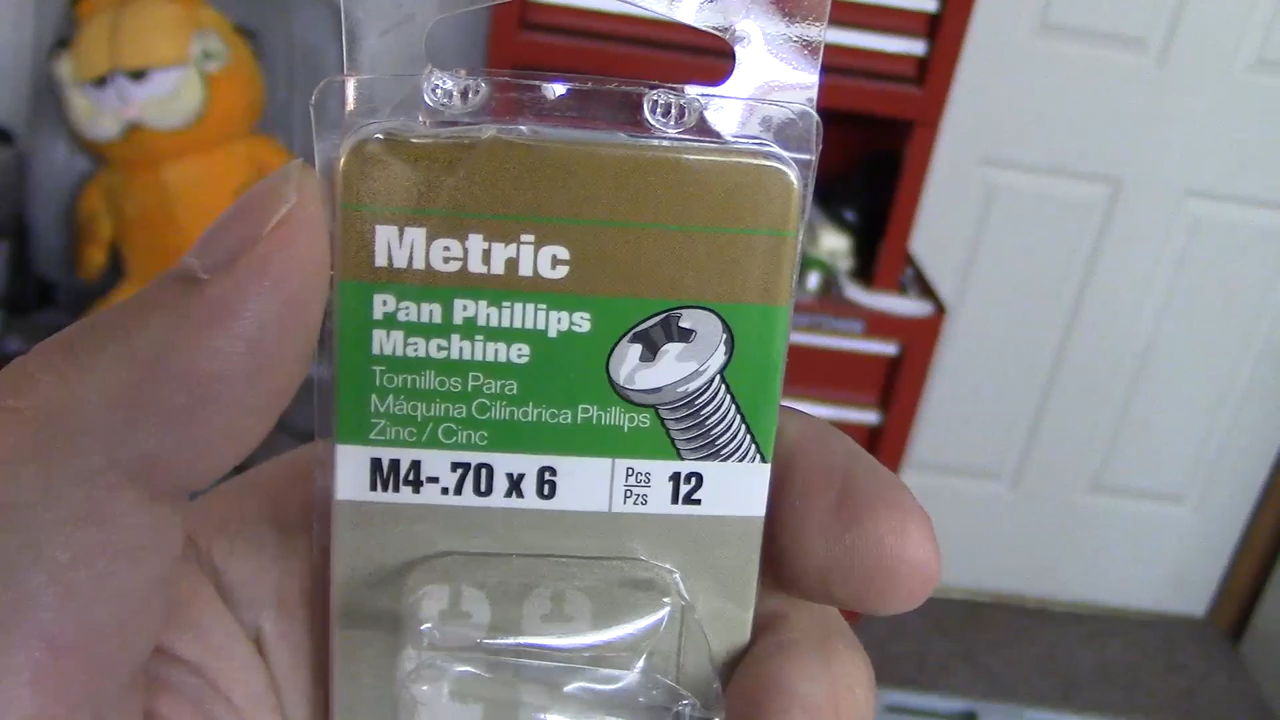 Metric
Pan Phillips
Machine
Tornillos Para
Máquina Cilíndrica Phillips
Zinc / Cinc
M4-.70 x 6
Pcs
Pzs
12